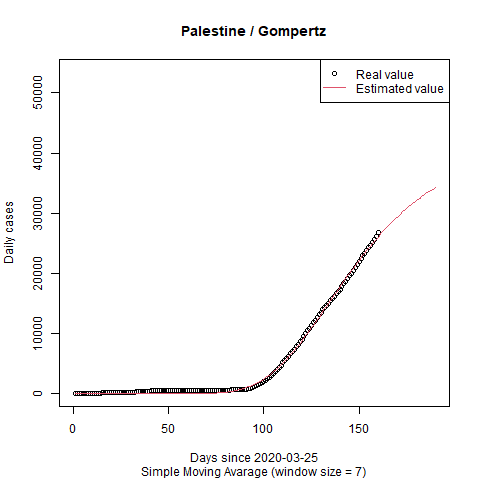 Palestine / Gompertz
Real value
Estimated value
Daily cases
50000
40000
30000
20000
10000
0
0 50 100 150
Days since 2020-03-25
Simple Moving Avarage (window size = 7)